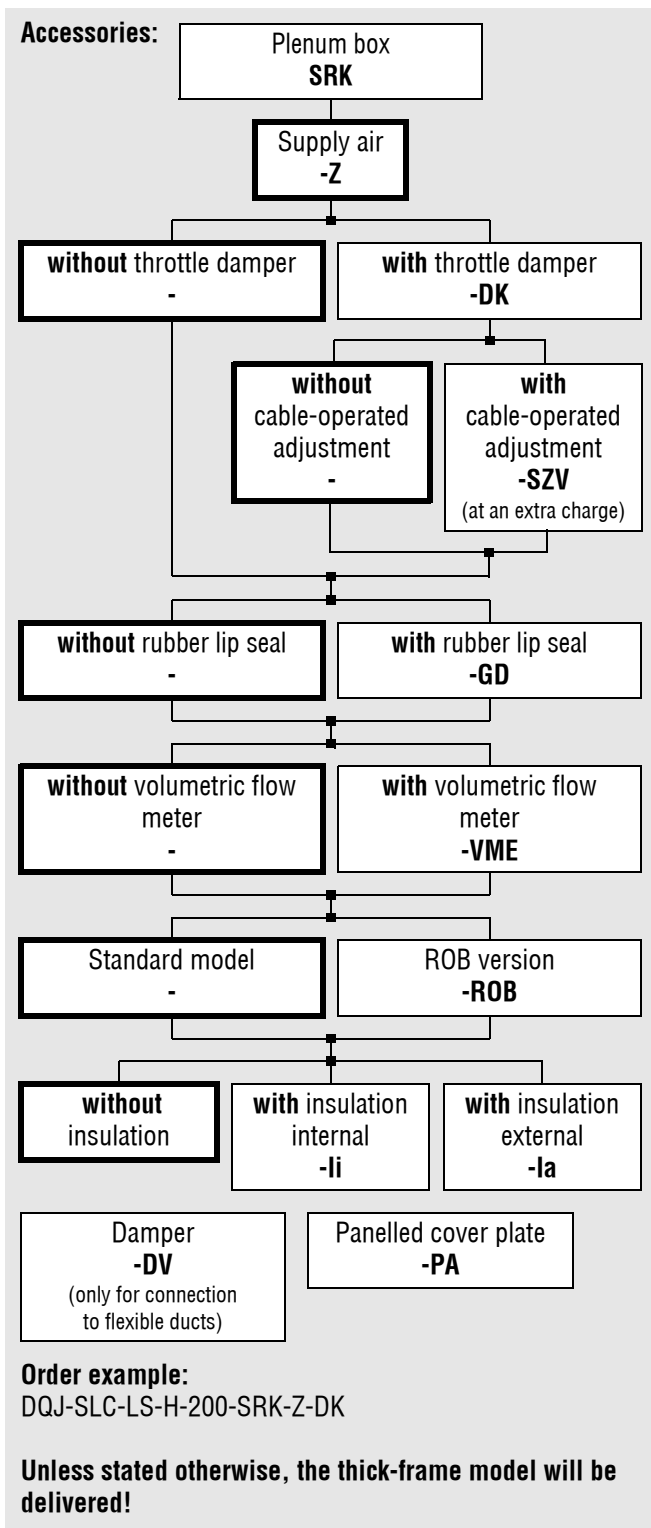 Accessories:
Plenum box
SRK
Supply air
-Z
without throttle damper
-
with throttle damper
-DK
without
cable-operated
adjustment
-
with
cable-operated
adjustment
-SZV
(at an extra charge)
without rubber lip seal
-
with rubber lip seal
-GD
without volumetric flow
meter
-
with volumetric flow
meter
-VME
Standard model
-
ROB version
-ROB
without
insulation
with insulation
internal
-Ii
with insulation
external
-Ia
Damper
-DV
(only for connection
to flexible ducts)
Panelled cover plate
-PA
Order example:
DQJ-SLC-LS-H-200-SRK-Z-DK
Unless stated otherwise, the thick-frame model will be
delivered!